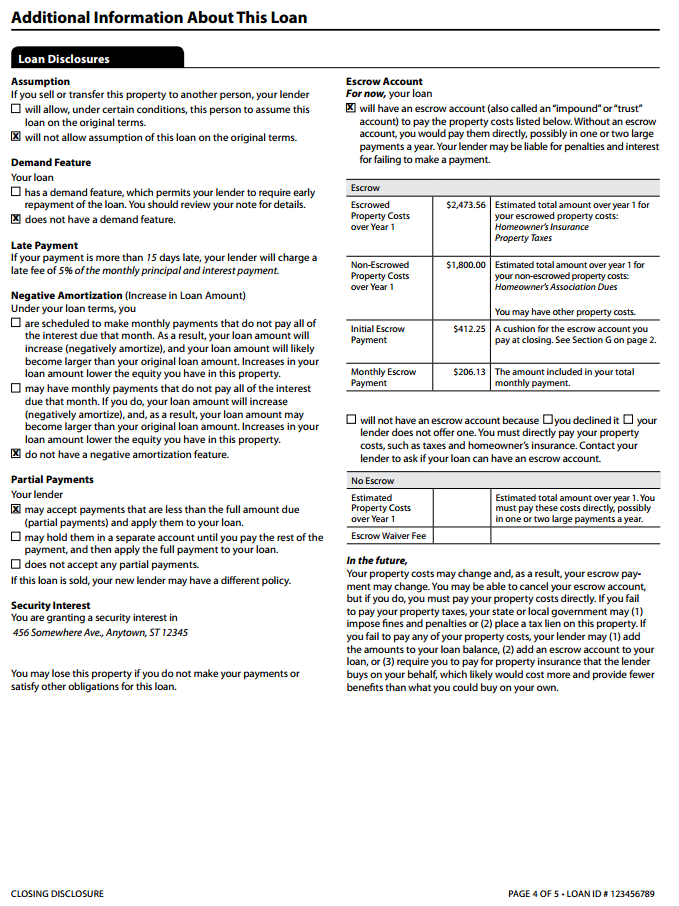 Additional Information About This Loan
Loan Disclosures
Assumption
If you sell or transfer this property to another person, your lender
☐ will allow, under certain conditions, this person to assume this
loan on the original terms.
☒ will not allow assumption of this loan on the original terms.
Demand Feature
Your loan
☐ has a demand feature, which permits your lender to require early
repayment of the loan. You should review your note for details.
☒ does not have a demand feature.
Late Payment
If your payment is more than 15 days late, your lender will charge a
late fee of 5% of the monthly principal and interest payment.
Negative Amortization (Increase in Loan Amount)
Under your loan terms, you
☐ are scheduled to make monthly payments that do not pay all of
the interest due that month. As a result, your loan amount will
increase (negatively amortize), and your loan amount will likely
become larger than your original loan amount. Increases in your
loan amount lower the equity you have in this property.
☐ may have monthly payments that do not pay all of the interest
due that month. If you do, your loan amount will increase
(negatively amortize), and, as a result, your loan amount may
become larger than your original loan amount. Increases in your
loan amount lower the equity you have in this property.
☒ do not have a negative amortization feature.
Partial Payments
Your lender
☒ may accept payments that are less than the full amount due
(partial payments) and apply them to your loan.
☐ may hold them in a separate account until you pay the rest of the
payment, and then apply the full payment to your loan.
☐ does not accept any partial payments.
If this loan is sold, your new lender may have a different policy.
Security Interest
You are granting a security interest in
456 Somewhere Ave., Anytown, ST 12345
You may lose this property if you do not make your payments or
satisfy other obligations for this loan.
Escrow Account
For now, your loan
☒ will have an escrow account (also called an "impound" or "trust"
account) to pay the property costs listed below. Without an escrow
account, you would pay them directly, possibly in one or two large
payments a year. Your lender may be liable for penalties and interest
for failing to make a payment.
Escrow
Escrowed
Property Costs
over Year 1
$2,473.56
Estimated total amount over year 1 for
your escrowed property costs:
Homeowner's Insurance
Property Taxes
Non-Escrowed
Property Costs
over Year 1
$1,800.00
Estimated total amount over year 1 for
your non-escrowed property costs:
Homeowner's Association Dues
You may have other property costs.
Initial Escrow
Payment
$412.25
A cushion for the escrow account you
pay at closing. See Section G on page 2.
Monthly Escrow
Payment
$206.13
The amount included in your total
monthly payment.
☐ will not have an escrow account because ☐ you declined it ☐ your
lender does not offer one. You must directly pay your property
costs, such as taxes and homeowner's insurance. Contact your
lender to ask if your loan can have an escrow account.
No Escrow
Estimated
Property Costs
over Year 1
Estimated total amount over year 1. You
must pay these costs directly, possibly
in one or two large payments a year.
Escrow Waiver Fee
In the future,
Your property costs may change and, as a result, your escrow pay-
ment may change. You may be able to cancel your escrow account,
but if you do, you must pay your property costs directly. If you fail
to pay your property taxes, your state or local government may (1)
impose fines and penalties or (2) place a tax lien on this property. If
you fail to pay any of your property costs, your lender may (1) add
the amounts to your loan balance, (2) add an escrow account to your
loan, or (3) require you to pay for property insurance that the lender
buys on your behalf, which likely would cost more and provide fewer
benefits than what you could buy on your own.
CLOSING DISCLOSURE
PAGE 4 OF 5 • LOAN ID # 123456789